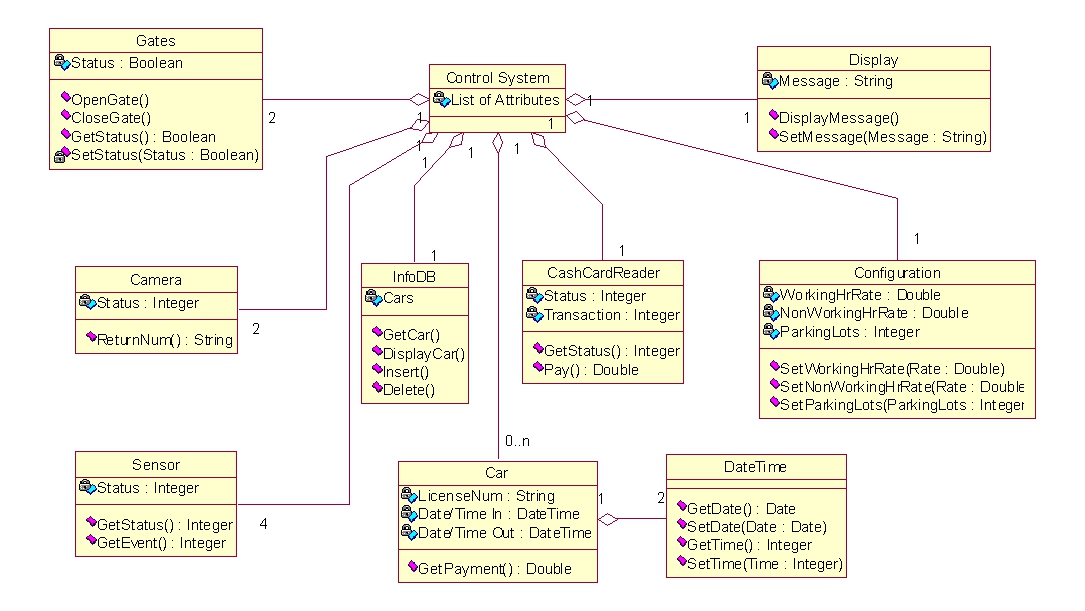 Gates
Status : Boolean
OpenGate()
CloseGate()
GetStatus() : Boolean
SetStatus(Status : Boolean)
2
Control System
List of Attributes
1
1
1
1
1
1
1
1
Display
Message : String
DisplayMessage()
SetMessage(Message : String)
1
Camera
Status : Integer
ReturnNum() : String
2
InfoDB
Cars
GetCar()
DisplayCar()
Insert()
Delete()
1
CashCardReader
Status : Integer
Transaction : Integer
GetStatus() : Integer
Pay() : Double
1
Configuration
WorkingHrRate : Double
NonWorkingHrRate : Double
ParkingLots : Integer
SetWorkingHrRate(Rate : Double)
SetNonWorkingHrRate(Rate : Double
SetParkingLots(ParkingLots : Integer
Sensor
Status : Integer
GetStatus() : Integer
GetEvent() : Integer
4
0..n
Car
LicenseNum : String
Date/Time In : DateTime
Date/Time Out : DateTime
GetPayment() : Double
1
2
DateTime
GetDate() : Date
SetDate(Date : Date)
GetTime() : Integer
SetTime(Time : Integer)